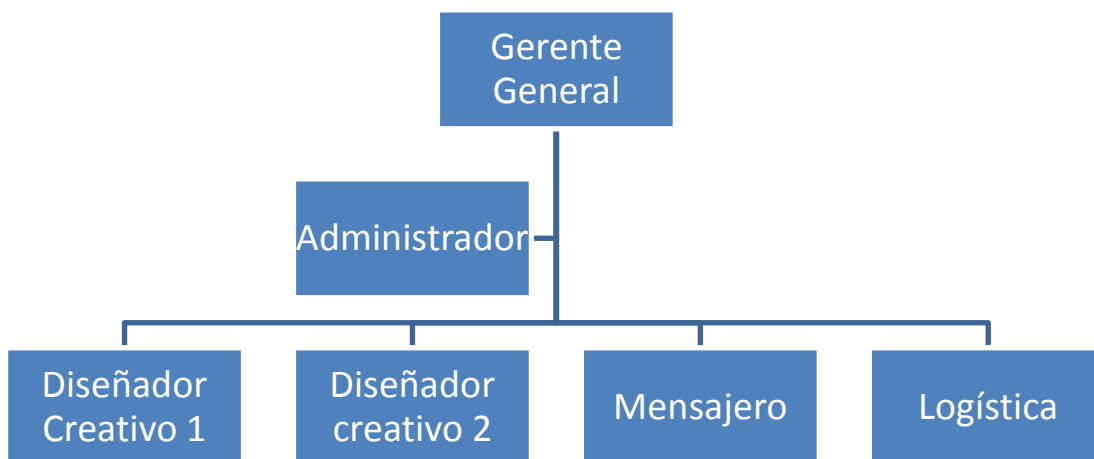 Gerente
General
Administrador
Diseñador
Creativo 1
Diseñador
creativo 2
Mensajero
Logística